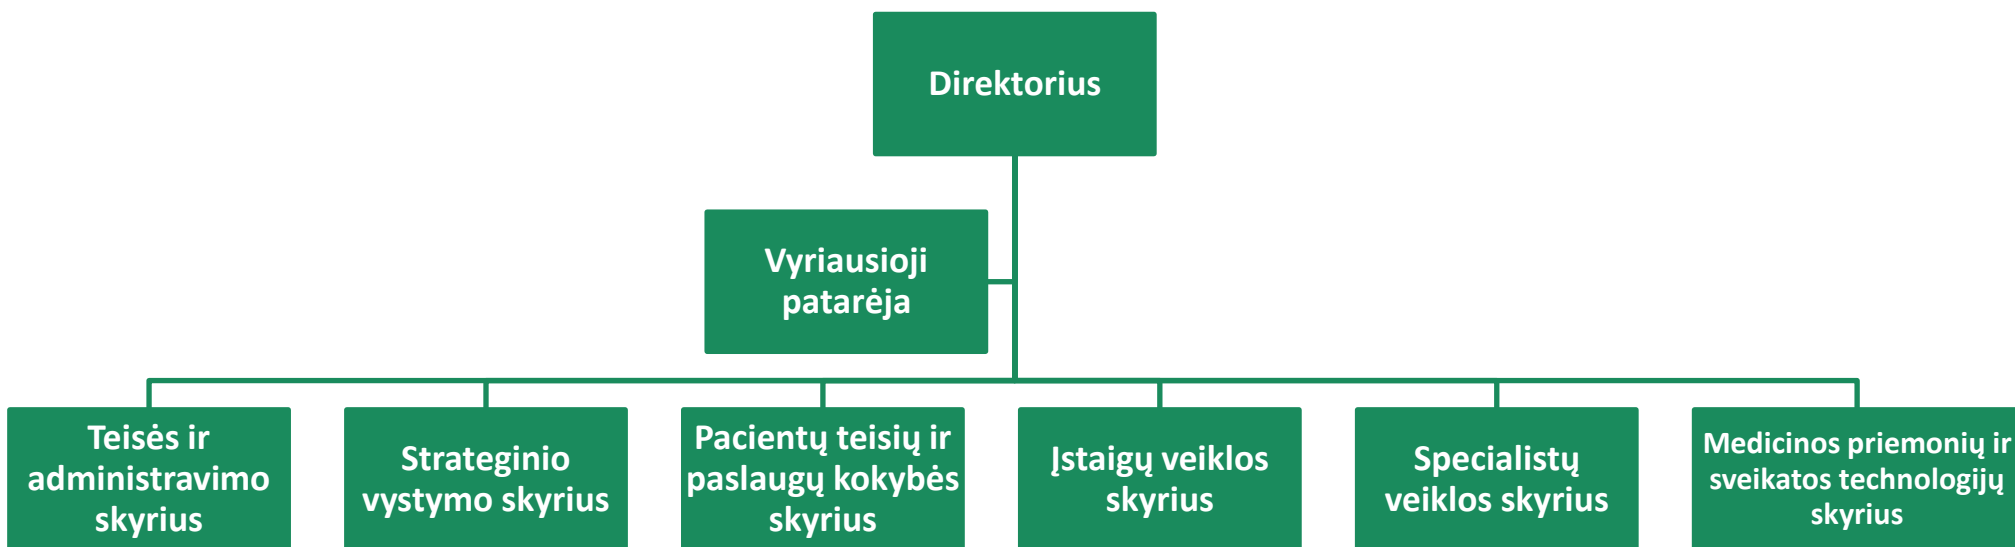 Direktorius
Vyriausioji
patarėja
Teisės ir
administravimo
skyrius
Strateginio
vystymo skyrius
Pacientų teisių ir
paslaugų kokybės
skyrius
Įstaigų veiklos
skyrius
Specialistų
veiklos skyrius
Medicinos priemonių ir
sveikatos technologijų
skyrius